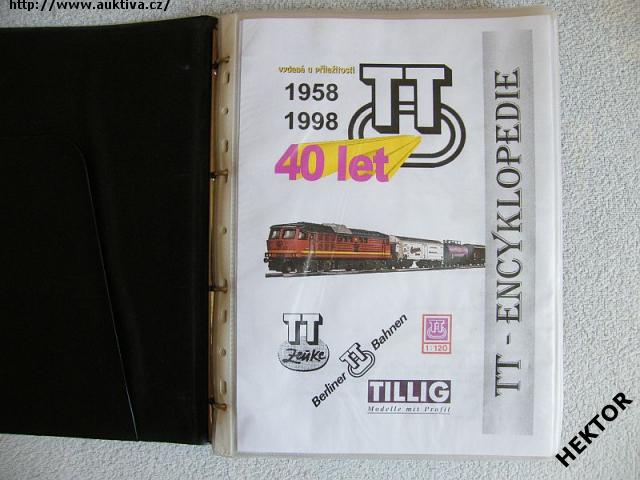 http://www.auktiva.cz/
vydané u příležitosti
TT
1958
1998
40 let
TT - ENCYKLOPEDIE
TT
Zeuke
Berliner TT Bahnen
TT
1:120
TILLIG
Modelle mit Profil
HEKTOR